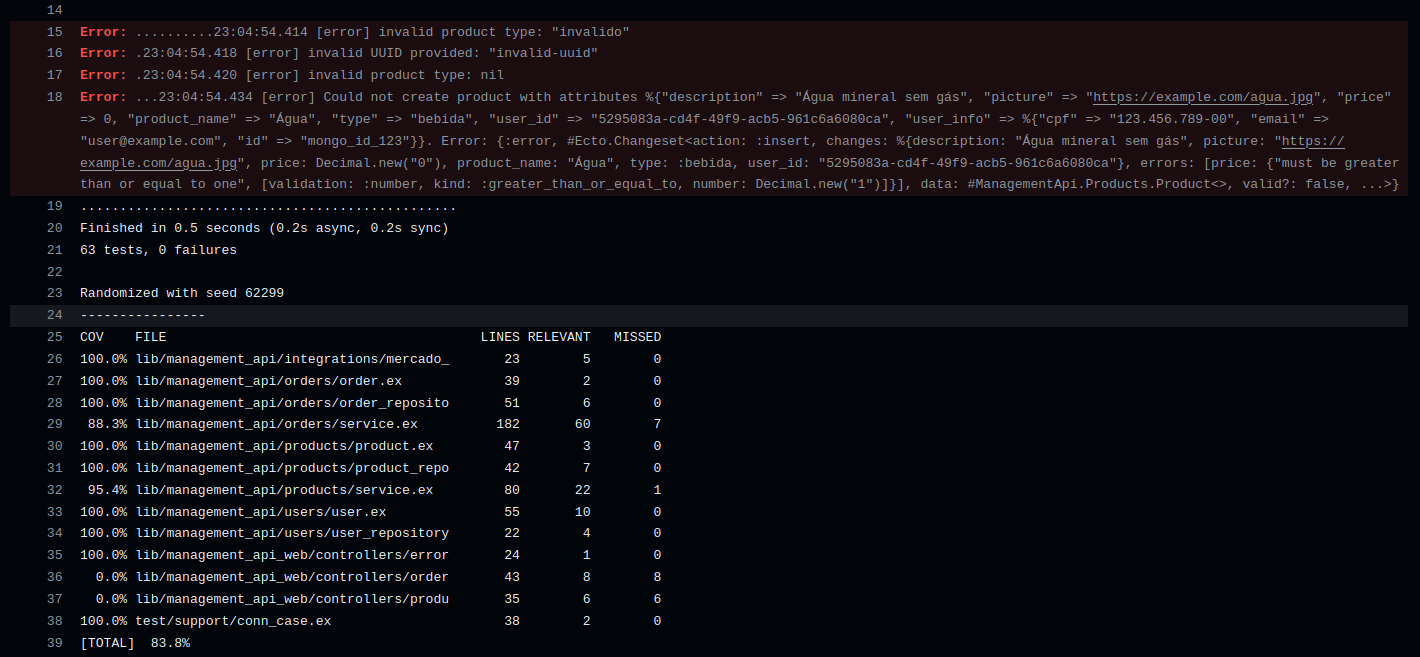 14
15 Error: ..........23:04:54.414 [error] invalid product type: "invalido"
16 Error: .23:04:54.418 [error] invalid UUID provided: "invalid-uuid"
17 Error: .23:04:54.420 [error] invalid product type: nil
18 Error: ...23:04:54.434 [error] Could not create product with attributes %{"description" => "Água mineral sem gás", "picture" => "https://example.com/agua.jpg", "price"
=> 0, "product_name" => "Água", "type" => "bebida", "user_id" => "5295083a-cd4f-49f9-acb5-961c6a6080ca", "user_info" => %{"cpf" => "123.456.789-00", "email" =>
"user@example.com", "id" => "mongo_id_123"}}. Error: {:error, #Ecto.Changeset<action: :insert, changes: %{description: "Água mineral sem gás", picture: "https://
example.com/agua.jpg", price: Decimal.new("0"), product_name: "Água", type: :bebida, user_id: "5295083a-cd4f-49f9-acb5-961c6a6080ca"}, errors: [price: {"must be greater
than or equal to one", [validation: :number, kind: :greater_than_or_equal_to, number: Decimal.new("1")]}], data: #ManagementApi.Products.Product<>, valid?: false, ...>}
19 ................................................
20 Finished in 0.5 seconds (0.2s async, 0.2s sync)
21 63 tests, 0 failures
22
23 Randomized with seed 62299
24 ----------------
25 COV    FILE                                        LINES RELEVANT   MISSED
26 100.0% lib/management_api/integrations/mercado_       23        5        0
27 100.0% lib/management_api/orders/order.ex             39        2        0
28 100.0% lib/management_api/orders/order_reposito       51        6        0
29  88.3% lib/management_api/orders/service.ex          182       60        7
30 100.0% lib/management_api/products/product.ex         47        3        0
31 100.0% lib/management_api/products/product_repo       42        7        0
32  95.4% lib/management_api/products/service.ex         80       22        1
33 100.0% lib/management_api/users/user.ex               55       10        0
34 100.0% lib/management_api/users/user_repository       22        4        0
35 100.0% lib/management_api_web/controllers/error       24        1        0
36   0.0% lib/management_api_web/controllers/order       43        8        8
37   0.0% lib/management_api_web/controllers/produ       35        6        6
38 100.0% test/support/conn_case.ex                      38        2        0
39 [TOTAL]  83.8%